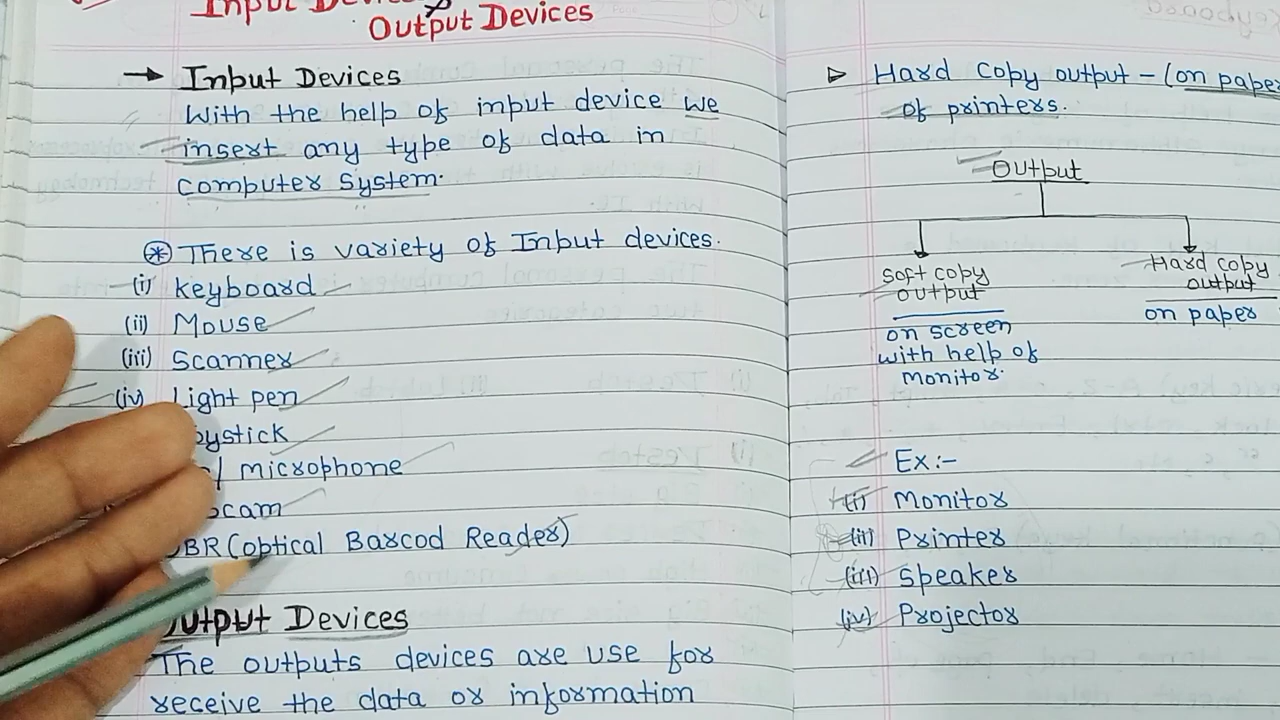 Input Devices
Output Devices
→ Input Devices
With the help of input device we
insert any type of data in
computer System.
There is variety of Input devices.
(i) keyboard
(ii) Mouse
(iii) Scanner
(iv) Light pen
oystick
/ microphone
cam
BR (optical Barcod Reader)
Output Devices
The outputs devices are use for
receive the data or information
Hard Copy output - (on paper
of printers.
Output
Soft copy
output
on screen
with help of
monitor.
Hard copy
output
on paper
Ex:-
(i) Monitor
(ii) Printer
(iii) Speaker
(iv) Projector